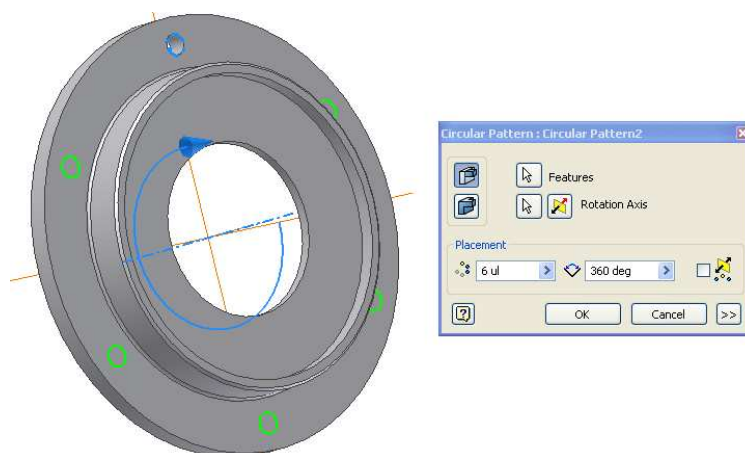 Circular Pattern : Circular Pattern2
Features
Rotation Axis
Placement
6 ul
360 deg
OK
Cancel
>>